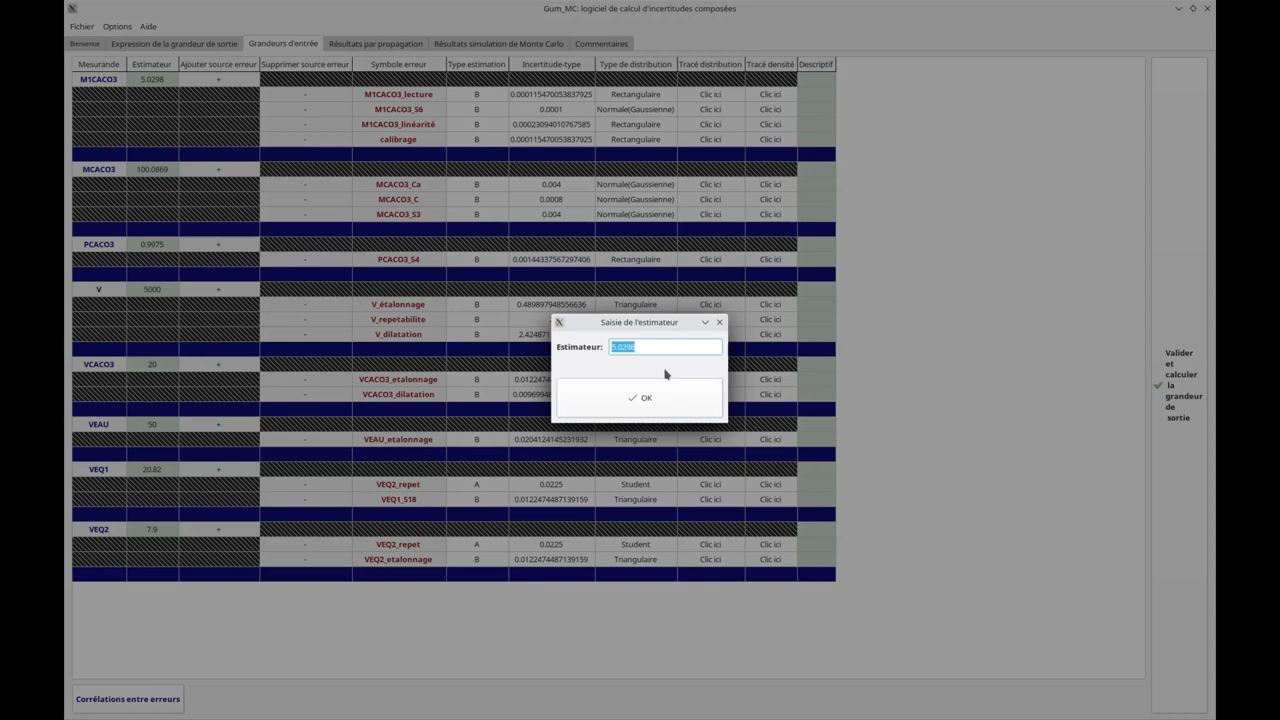 Gum_MC: logiciel de calcul d'incertitudes composées
Fichier Options Aide
Bienvenue Expression de la grandeur de sortie Grandeurs d'entrée Résultats par propagation Résultats simulation de Monte Carlo Commentaires
Mesurande Estimateur Ajouter source erreur Supprimer source erreur Symbole erreur Type estimation Incertitude-type Type de distribution Tracé distribution Tracé densité Descriptif
M1CACO3 5.0298 +
- M1CACO3_lecture B 0.000115470053837925 Rectangulaire Clic ici Clic ici
- M1CACO3_S6 B 0.0001 Normale(Gaussienne) Clic ici Clic ici
- M1CACO3_linéarité B 0.00023094010767585 Rectangulaire Clic ici Clic ici
- calibrage B 0.000115470053837925 Rectangulaire Clic ici Clic ici
MCACO3 100.0869 +
- MCACO3_Ca B 0.004 Normale(Gaussienne) Clic ici Clic ici
- MCACO3_C B 0.0008 Normale(Gaussienne) Clic ici Clic ici
- MCACO3_S3 B 0.004 Normale(Gaussienne) Clic ici Clic ici
PCACO3 0.9975 +
- PCACO3_S4 B 0.00144337567297406 Rectangulaire Clic ici Clic ici
V 5000 +
- V_étalonnage B 0.489897948556636 Triangulaire Clic ici Clic ici
- V_repetabilite B
- V_dilatation B 2.424871
VCACO3 20 +
- VCACO3_etalonnage B 0.0122474 Clic ici Clic ici
- VCACO3_dilatation B 0.0096994 Clic ici Clic ici
VEAU 50 +
- VEAU_etalonnage B 0.0204124145231932 Triangulaire Clic ici Clic ici
VEQ1 20.82 +
- VEQ2_repet A 0.0225 Student Clic ici Clic ici
- VEQ1_S18 B 0.0122474487139159 Triangulaire Clic ici Clic ici
VEQ2 7.9 +
- VEQ2_repet A 0.0225 Student Clic ici Clic ici
- VEQ2_etalonnage B 0.0122474487139159 Triangulaire Clic ici Clic ici
Saisie de l'estimateur
Estimateur: 5.0298
OK
Valider
et
calculer
la
grandeur
de
sortie
Corrélations entre erreurs